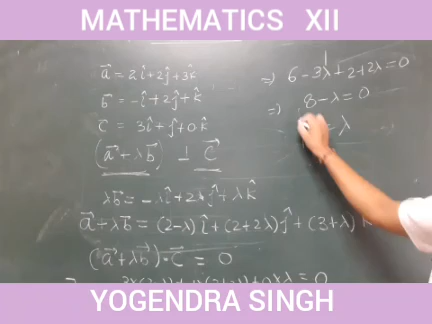 MATHEMATICS XII
a⃗ = 2î+2ĵ+3k̂
b⃗ = -î+2ĵ+k̂
c⃗ = 3î+ĵ+0k̂
(a⃗+λb⃗) ⊥ c⃗
λb⃗ = -λî+2λĵ+λk̂
a⃗+λb⃗ = (2-λ)î+(2+2λ)ĵ+(3+λ)k
(a⃗+λb⃗)·c⃗ = 0
=> 6-3λ+2+2λ=0
=> 8-λ=0
λ
YOGENDRA SINGH